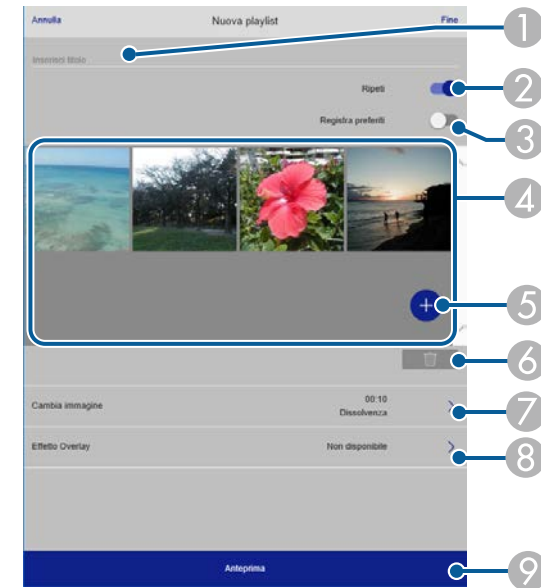 Annulla Nuova playlist Fine
1
Inserisci titolo
Ripeti
2
Registra preferiti
3
4
+
5
6
Cambia immagine 00:10
Dissolvenza
7
Effetto Overlay Non disponibile
8
Anteprima
9